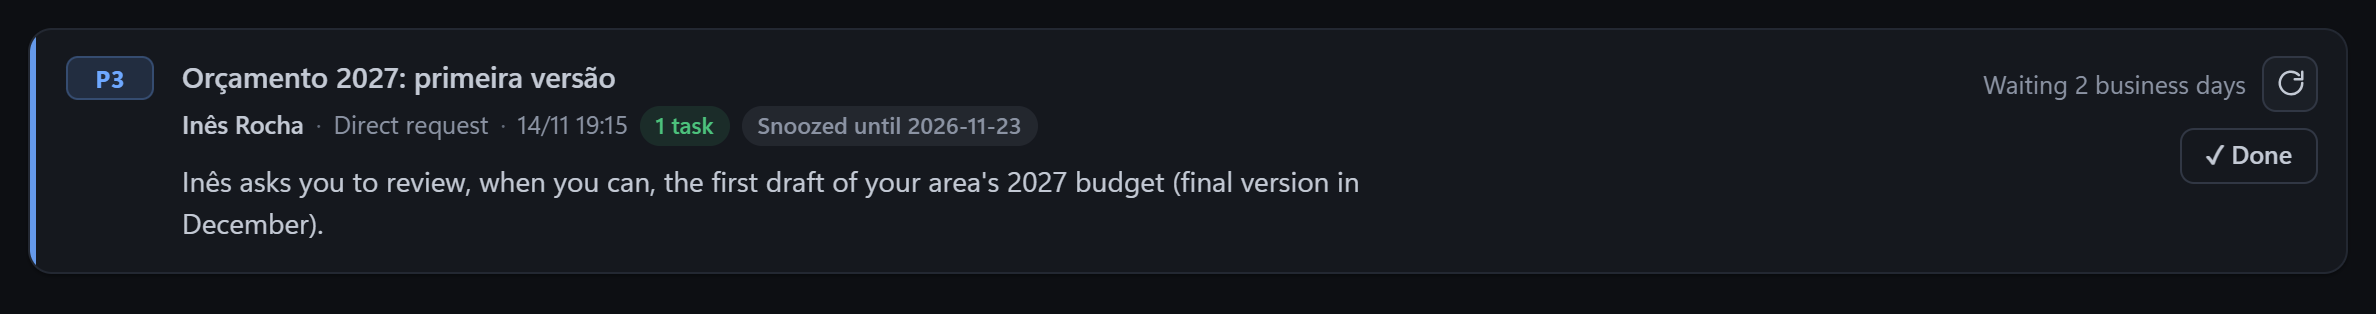 P3
Orçamento 2027: primeira versão
Waiting 2 business days
Inês Rocha · Direct request · 14/11 19:15 1 task Snoozed until 2026-11-23
✓ Done
Inês asks you to review, when you can, the first draft of your area's 2027 budget (final version in
December).